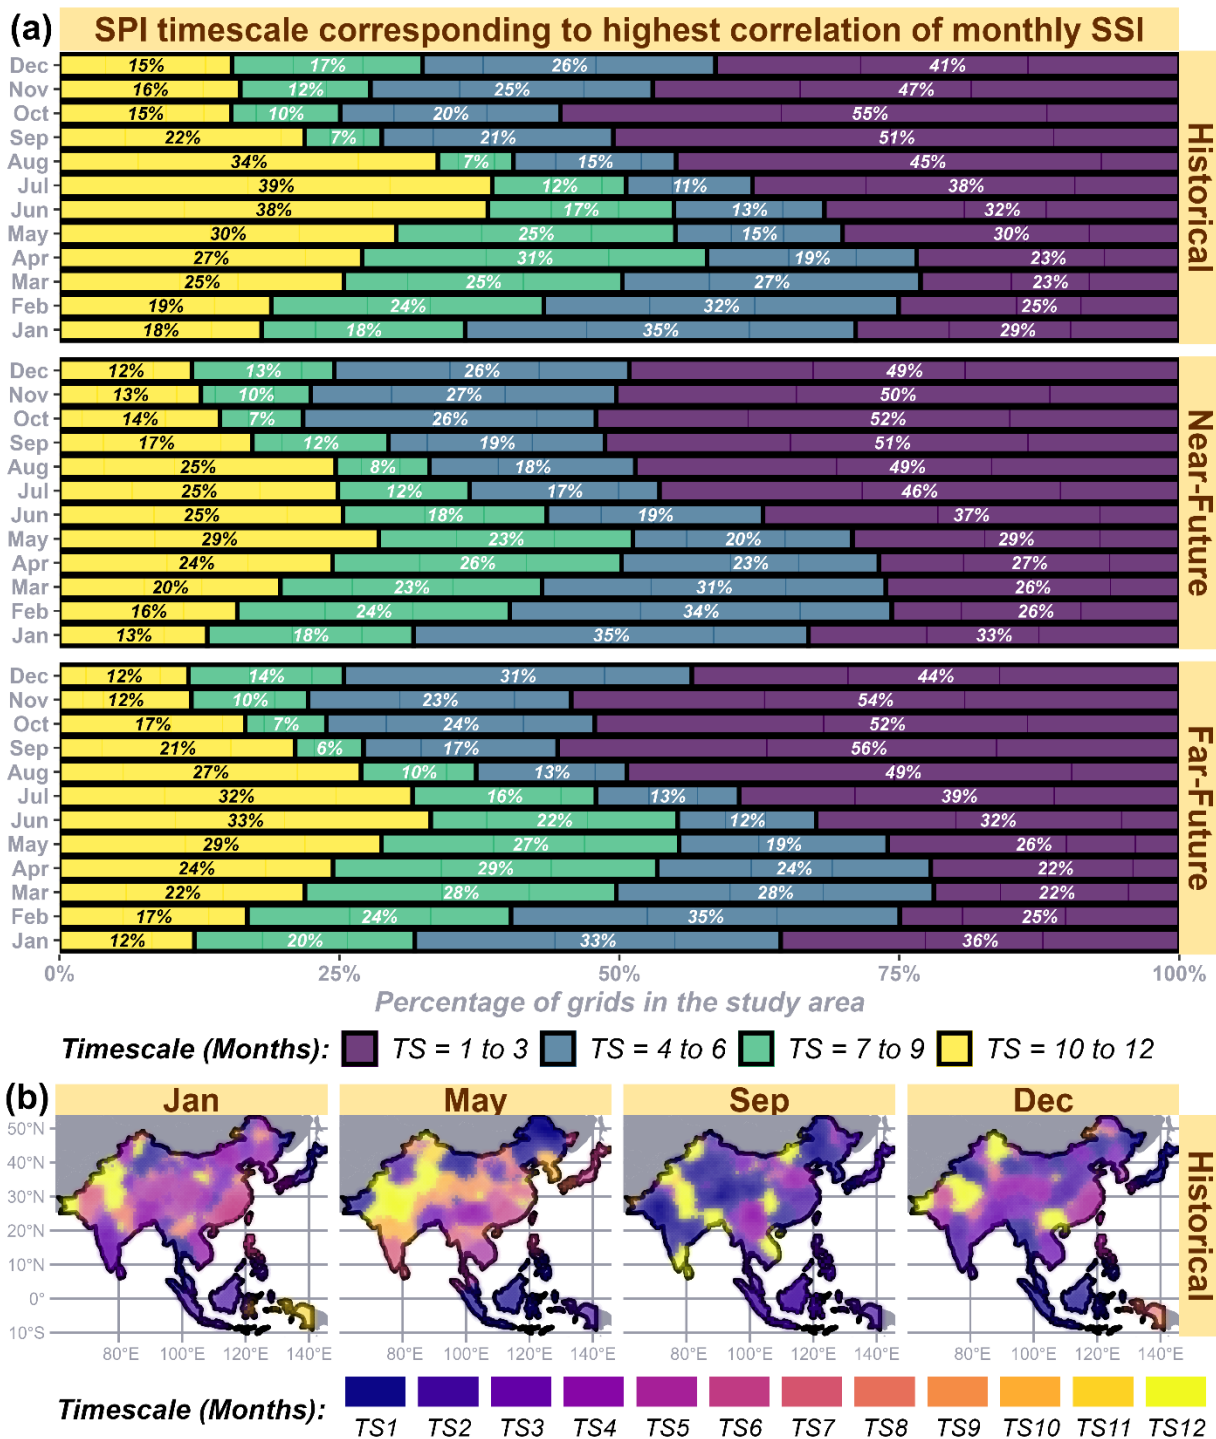 (a) SPI timescale corresponding to highest correlation of monthly SSI
Historical
Dec 15% 17% 26% 41%
Nov 16% 12% 25% 47%
Oct 15% 10% 20% 55%
Sep 22% 7% 21% 51%
Aug 34% 7% 15% 45%
Jul 39% 12% 11% 38%
Jun 38% 17% 13% 32%
May 30% 25% 15% 30%
Apr 27% 31% 19% 23%
Mar 25% 25% 27% 23%
Feb 19% 24% 32% 25%
Jan 18% 18% 35% 29%
Near-Future
Dec 12% 13% 26% 49%
Nov 13% 10% 27% 50%
Oct 14% 7% 26% 52%
Sep 17% 12% 19% 51%
Aug 25% 8% 18% 49%
Jul 25% 12% 17% 46%
Jun 25% 18% 19% 37%
May 29% 23% 20% 29%
Apr 24% 26% 23% 27%
Mar 20% 23% 31% 26%
Feb 16% 24% 34% 26%
Jan 13% 18% 35% 33%
Far-Future
Dec 12% 14% 31% 44%
Nov 12% 10% 23% 54%
Oct 17% 7% 24% 52%
Sep 21% 6% 17% 56%
Aug 27% 10% 13% 49%
Jul 32% 16% 13% 39%
Jun 33% 22% 12% 32%
May 29% 27% 19% 26%
Apr 24% 29% 24% 22%
Mar 22% 28% 28% 22%
Feb 17% 24% 35% 25%
Jan 12% 20% 33% 36%
0% 25% 50% 75% 100%
Percentage of grids in the study area
Timescale (Months): TS = 1 to 3 TS = 4 to 6 TS = 7 to 9 TS = 10 to 12
(b) Jan May Sep Dec
Historical
50°N
40°N
30°N
20°N
10°N
0°
10°S
80°E 100°E 120°E 140°E 80°E 100°E 120°E 140°E 80°E 100°E 120°E 140°E 80°E 100°E 120°E 140°E
Timescale (Months): TS1 TS2 TS3 TS4 TS5 TS6 TS7 TS8 TS9 TS10 TS11 TS12